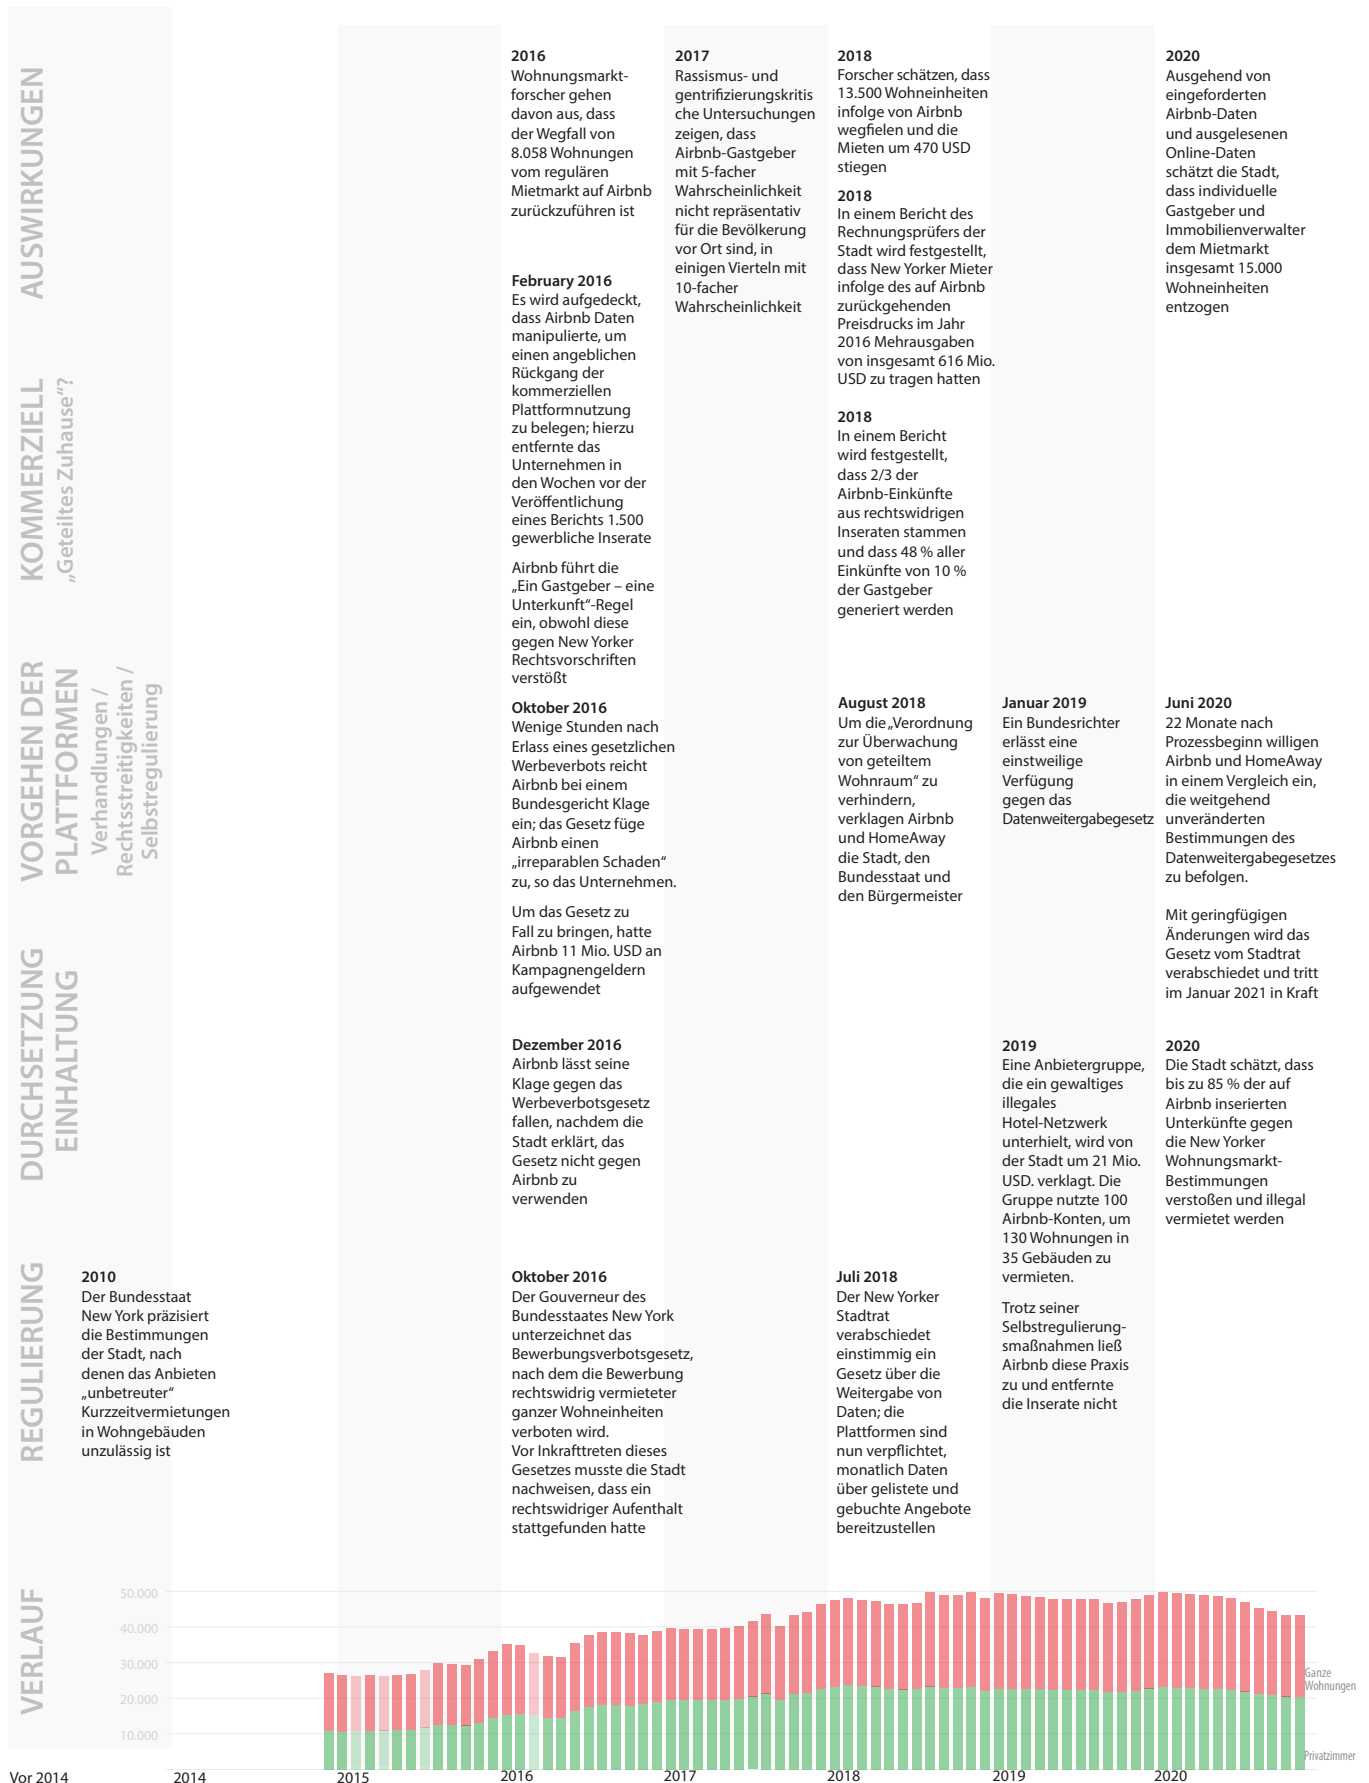 AUSWIRKUNGEN
2016
Wohnungsmarkt-
forscher gehen
davon aus, dass
der Wegfall von
8.058 Wohnungen
vom regulären
Mietmarkt auf Airbnb
zurückzuführen ist
2017
Rassismus- und
gentrifizierungskritis
che Untersuchungen
zeigen, dass
Airbnb-Gastgeber
mit 5-facher
Wahrscheinlichkeit
nicht repräsentativ
für die Bevölkerung
vor Ort sind, in
einigen Vierteln mit
10-facher
Wahrscheinlichkeit
2018
Forscher schätzen, dass
13.500 Wohneinheiten
infolge von Airbnb
wegfielen und die
Mieten um 470 USD
stiegen
2018
In einem Bericht des
Rechnungsprüfers der
Stadt wird festgestellt,
dass New Yorker Mieter
infolge des auf Airbnb
zurückgehenden
Preisdrucks im Jahr
2016 Mehrausgaben
von insgesamt 616 Mio.
USD zu tragen hatten
2020
Ausgehend von
eingeforderten
Airbnb-Daten
und ausgelesenen
Online-Daten
schätzt die Stadt,
dass individuelle
Gastgeber und
Immobilienverwalter
dem Mietmarkt
insgesamt 15.000
Wohneinheiten
entzogen
KOMMERZIELL
„Geteiltes Zuhause“?
February 2016
Es wird aufgedeckt,
dass Airbnb Daten
manipulierte, um
einen angeblichen
Rückgang der
kommerziellen
Plattformnutzung
zu belegen; hierzu
entfernte das
Unternehmen in
den Wochen vor der
Veröffentlichung
eines Berichts 1.500
gewerbliche Inserate
Airbnb führt die
„Ein Gastgeber – eine
Unterkunft“-Regel
ein, obwohl diese
gegen New Yorker
Rechtsvorschriften
verstößt
2018
In einem Bericht
wird festgestellt,
dass 2/3 der
Airbnb-Einkünfte
aus rechtswidrigen
Inseraten stammen
und dass 48 % aller
Einkünfte von 10 %
der Gastgeber
generiert werden
VORGEHEN DER
PLATTFORMEN
Verhandlungen /
Rechtsstreitigkeiten /
Selbstregulierung
Oktober 2016
Wenige Stunden nach
Erlass eines gesetzlichen
Werbeverbots reicht
Airbnb bei einem
Bundesgericht Klage
ein; das Gesetz füge
Airbnb einen
„irreparablen Schaden“
zu, so das Unternehmen.
Um das Gesetz zu
Fall zu bringen, hatte
Airbnb 11 Mio. USD an
Kampagnengeldern
aufgewendet
August 2018
Um die „Verordnung
zur Überwachung
von geteiltem
Wohnraum“ zu
verhindern,
verklagen Airbnb
und HomeAway
die Stadt, den
Bundesstaat und
den Bürgermeister
Januar 2019
Ein Bundesrichter
erlässt eine
einstweilige
Verfügung
gegen das
Datenweitergabegesetz
Juni 2020
22 Monate nach
Prozessbeginn willigen
Airbnb und HomeAway
in einem Vergleich ein,
die weitgehend
unveränderten
Bestimmungen des
Datenweitergabegesetzes
zu befolgen.
Mit geringfügigen
Änderungen wird das
Gesetz vom Stadtrat
verabschiedet und tritt
im Januar 2021 in Kraft
DURCHSETZUNG
EINHALTUNG
Dezember 2016
Airbnb lässt seine
Klage gegen das
Werbeverbotsgesetz
fallen, nachdem die
Stadt erklärt, das
Gesetz nicht gegen
Airbnb zu
verwenden
2019
Eine Anbietergruppe,
die ein gewaltiges
illegales
Hotel-Netzwerk
unterhielt, wird von
der Stadt um 21 Mio.
USD. verklagt. Die
Gruppe nutzte 100
Airbnb-Konten, um
130 Wohnungen in
35 Gebäuden zu
vermieten.
Trotz seiner
Selbstregulierung-
smaßnahmen ließ
Airbnb diese Praxis
zu und entfernte
die Inserate nicht
2020
Die Stadt schätzt, dass
bis zu 85 % der auf
Airbnb inserierten
Unterkünfte gegen
die New Yorker
Wohnungsmarkt-
Bestimmungen
verstoßen und illegal
vermietet werden
REGULIERUNG
2010
Der Bundesstaat
New York präzisiert
die Bestimmungen
der Stadt, nach
denen das Anbieten
„unbetreuter“
Kurzzeitvermietungen
in Wohngebäuden
unzulässig ist
Oktober 2016
Der Gouverneur des
Bundesstaates New York
unterzeichnet das
Bewerbungsverbotsgesetz,
nach dem die Bewerbung
rechtswidrig vermieteter
ganzer Wohneinheiten
verboten wird.
Vor Inkrafttreten dieses
Gesetzes musste die Stadt
nachweisen, dass ein
rechtswidriger Aufenthalt
stattgefunden hatte
Juli 2018
Der New Yorker
Stadtrat
verabschiedet
einstimmig ein
Gesetz über die
Weitergabe von
Daten; die
Plattformen sind
nun verpflichtet,
monatlich Daten
über gelistete und
gebuchte Angebote
bereitzustellen
VERLAUF
50.000
40.000
30.000
20.000
10.000
Ganze
Wohnungen
Privatzimmer
Vor 2014
2014
2015
2016
2017
2018
2019
2020